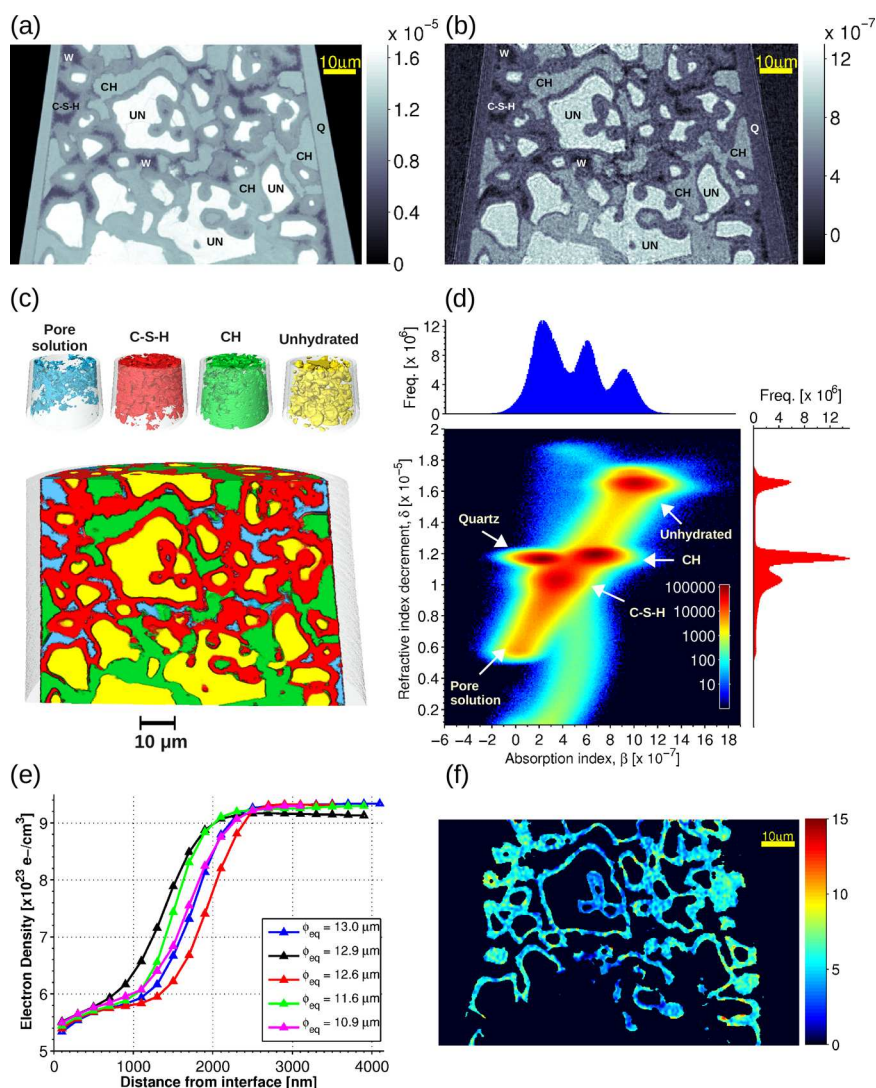 (a)
x 10⁻⁵
10µm
W
CH
C-S-H
UN
W
Q
CH
CH
UN
UN
1.6
1.2
0.8
0.4
0
(b)
x 10⁻⁷
10µm
W
CH
C-S-H
UN
W
Q
CH
CH
UN
UN
12
8
4
0
(c)
Pore
solution
C-S-H
CH
Unhydrated
10 µm
(d)
Freq. [x 10⁶]
12
8
4
0
Freq. [x 10⁶]
0 4 8 12
Refractive index decrement, δ [x 10⁻⁵]
2
1.8
1.6
1.4
1.2
1
0.8
0.6
0.4
0.2
Quartz
Unhydrated
CH
C-S-H
Pore
solution
100000
10000
1000
100
10
-6 -4 -2 0 2 4 6 8 10 12 14 16 18
Absorption index, β [x 10⁻⁷]
(e)
Electron Density [x10²³ e−/cm³]
9
8
7
6
5
ϕeq = 13.0 µm
ϕeq = 12.9 µm
ϕeq = 12.6 µm
ϕeq = 11.6 µm
ϕeq = 10.9 µm
0 1000 2000 3000 4000
Distance from interface [nm]
(f)
10µm
15
10
5
0